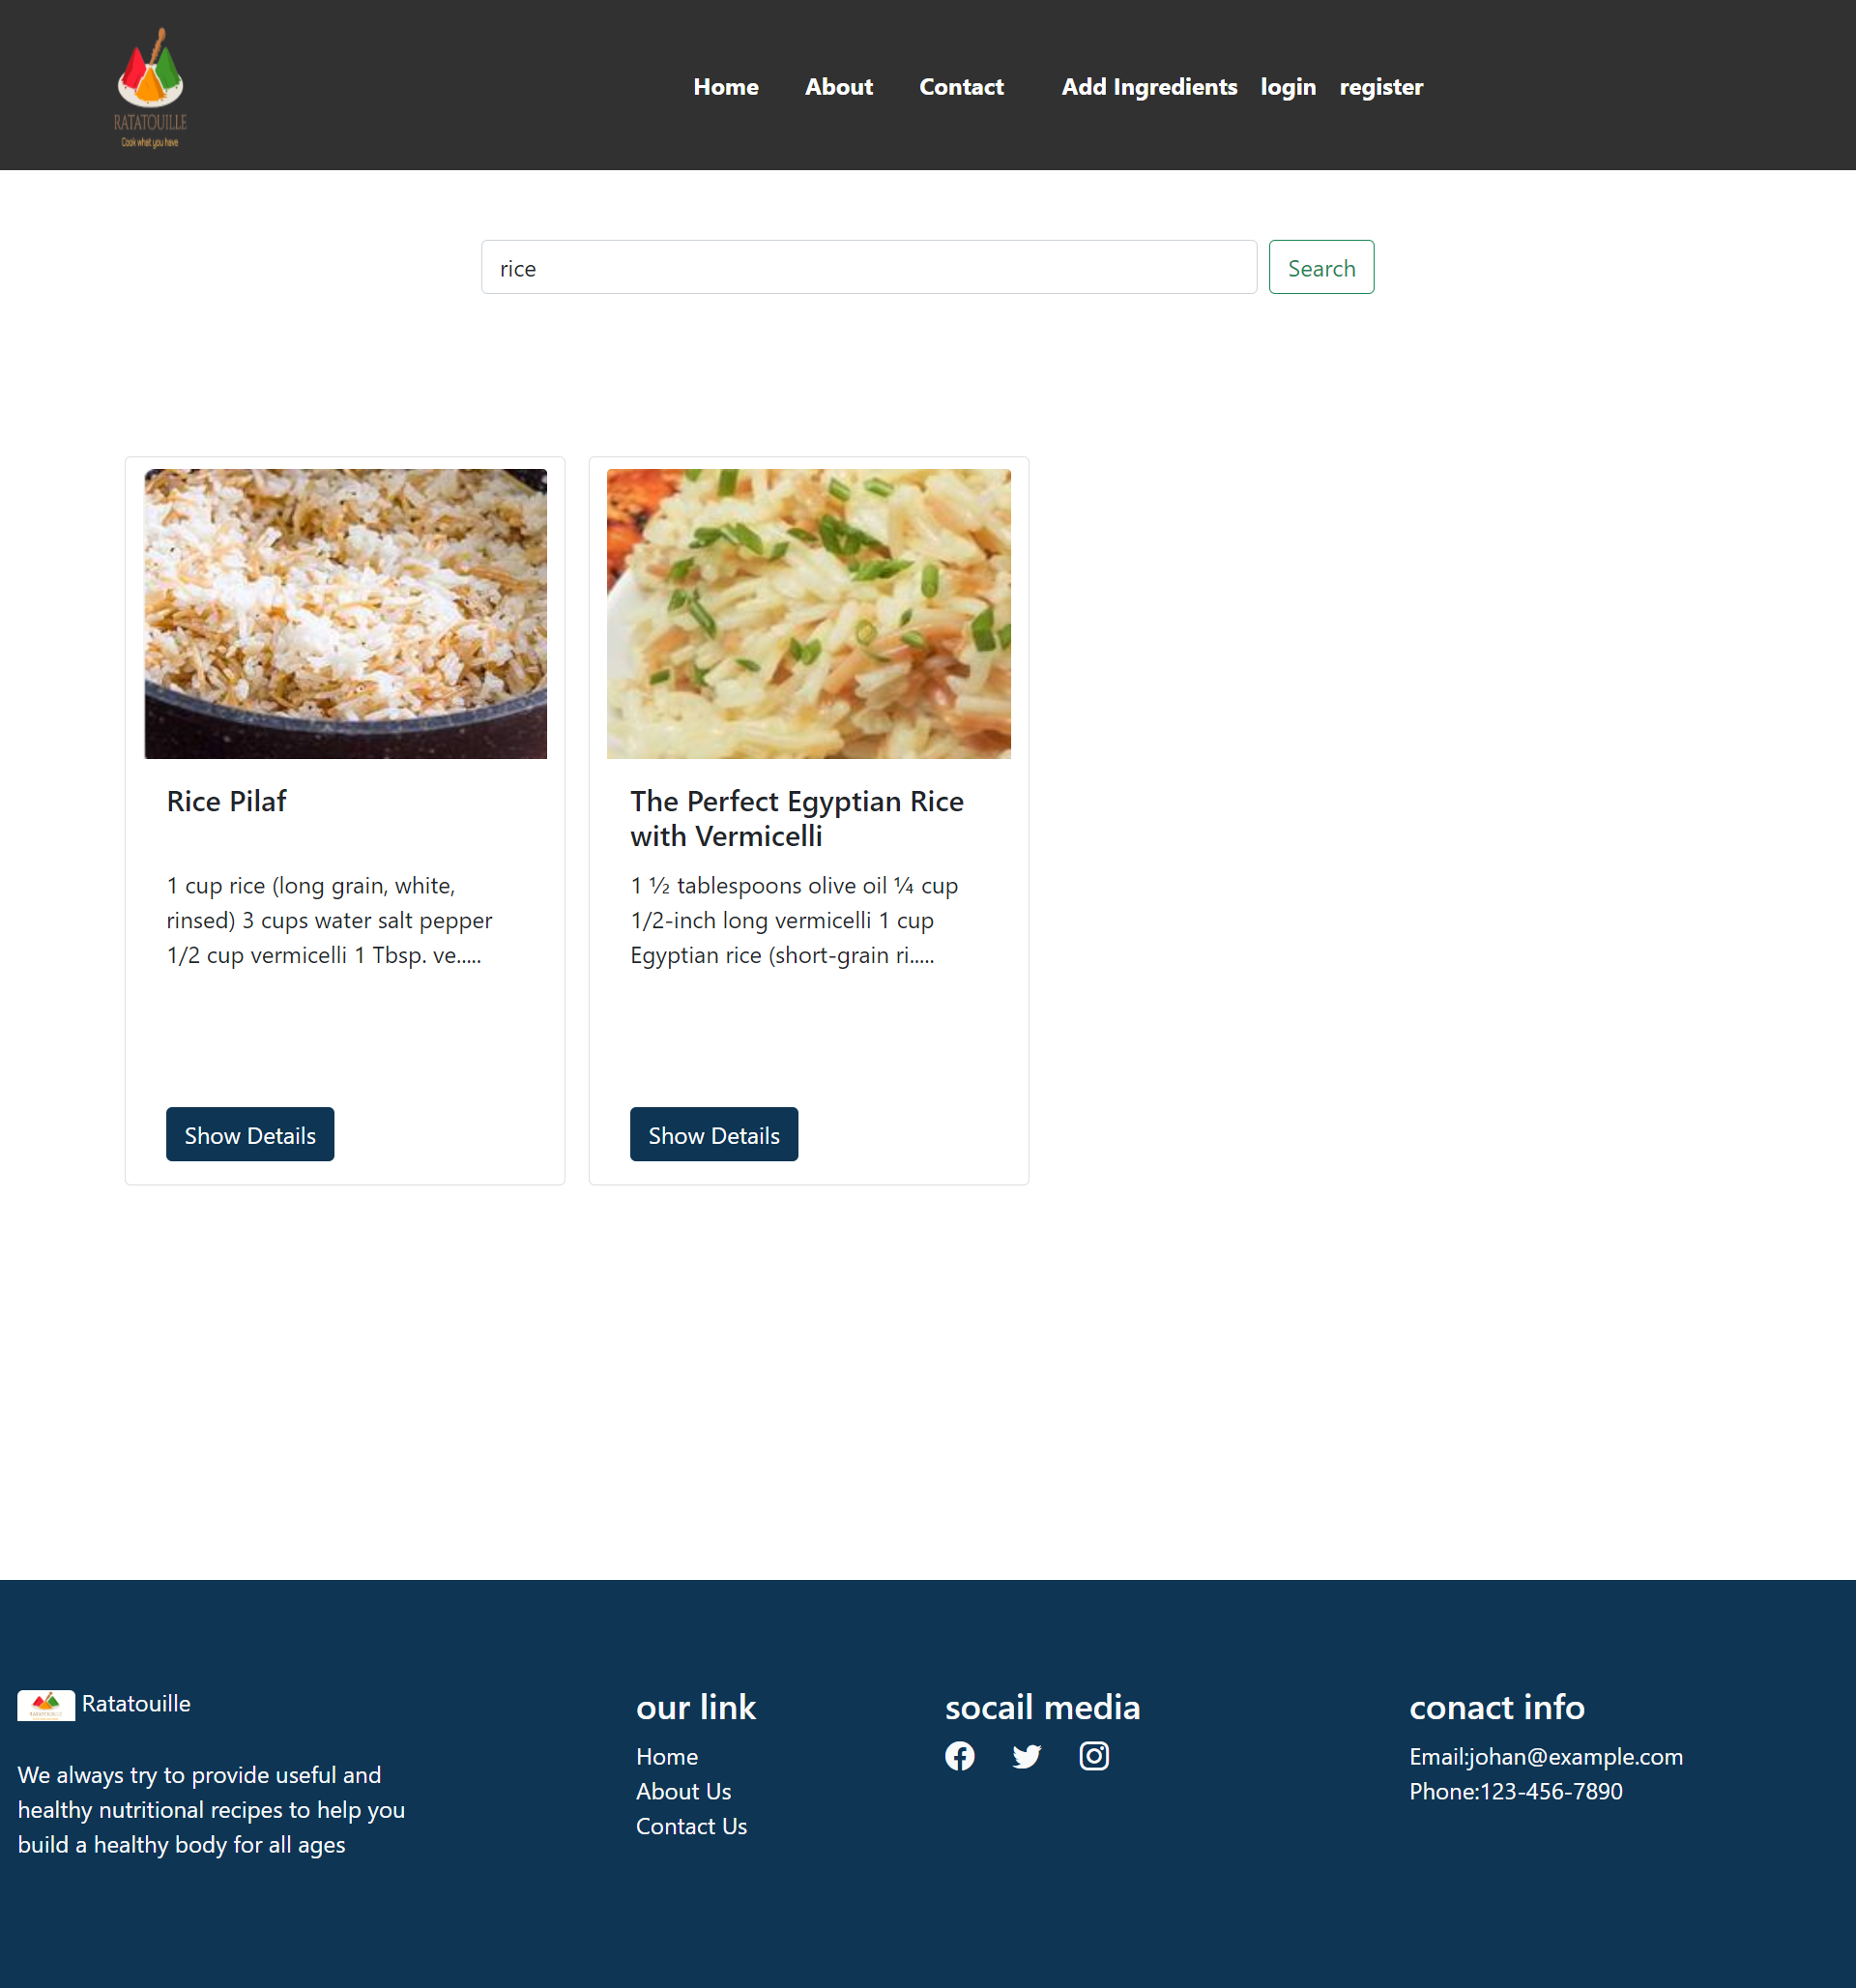 RATATOUILLE
Cook what you have
Home About Contact Add Ingredients login register
rice
Search
Rice Pilaf
1 cup rice (long grain, white,
rinsed) 3 cups water salt pepper
1/2 cup vermicelli 1 Tbsp. ve.....
Show Details
The Perfect Egyptian Rice
with Vermicelli
1 ½ tablespoons olive oil ¼ cup
1/2-inch long vermicelli 1 cup
Egyptian rice (short-grain ri.....
Show Details
Ratatouille
We always try to provide useful and
healthy nutritional recipes to help you
build a healthy body for all ages
our link
Home
About Us
Contact Us
socail media
conact info
Email:johan@example.com
Phone:123-456-7890